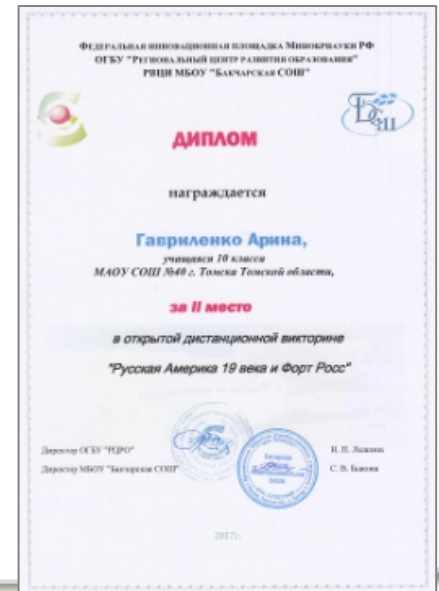 ФЕДЕРАЛЬНАЯ ИННОВАЦИОННАЯ ПЛОЩАДКА МИНОБРНАУКИ РФ
ОГБУ "РЕГИОНАЛЬНЫЙ ЦЕНТР РАЗВИТИЯ ОБРАЗОВАНИЯ"
РВЦИ МБОУ "БАКЧАРСКАЯ СОШ"
БСШ
ДИПЛОМ
награждается
Гавриленко Арина,
учащаяся 10 класса
МАОУ СОШ №40 г. Томска Томской области,
за II место
в открытой дистанционной викторине
"Русская Америка 19 века и Форт Росс"
Директор ОГБУ "РЦРО"
Директор МБОУ "Бакчарская СОШ"
2017г.